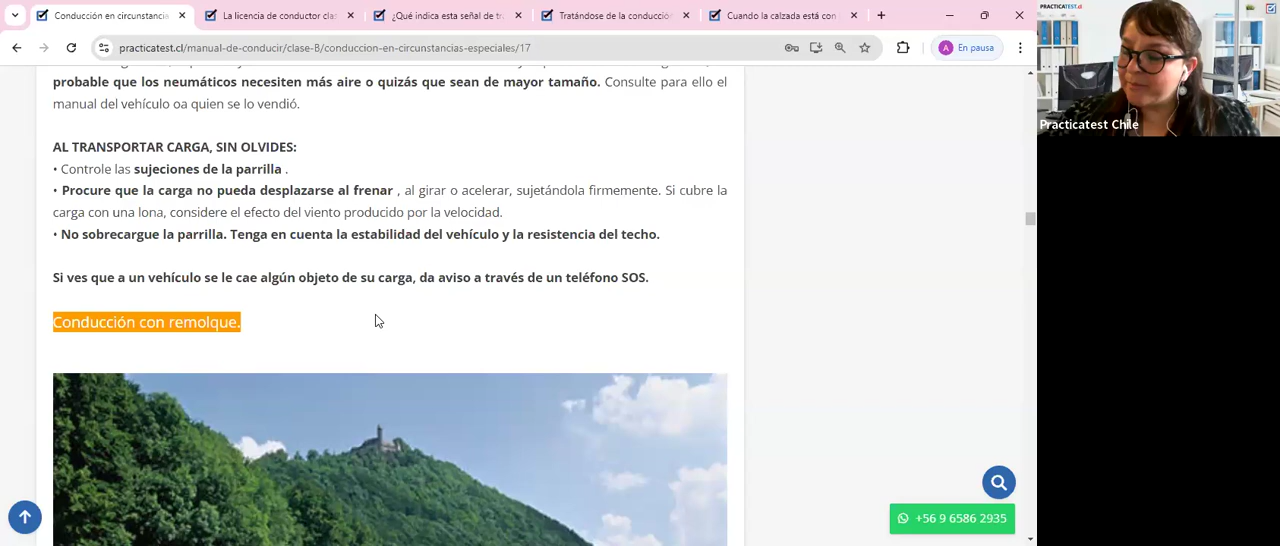 Conducción en circunstancia
La licencia de conductor clas
¿Qué indica esta señal de tra
Tratándose de la conducción
Cuando la calzada está con
practicatest.cl/manual-de-conducir/clase-B/conduccion-en-circunstancias-especiales/17
A En pausa
PRACTICATEST.cl
Practicatest Chile
probable que los neumáticos necesiten más aire o quizás que sean de mayor tamaño. Consulte para ello el
manual del vehículo oa quien se lo vendió.
AL TRANSPORTAR CARGA, SIN OLVIDES:
• Controle las sujeciones de la parrilla .
• Procure que la carga no pueda desplazarse al frenar , al girar o acelerar, sujetándola firmemente. Si cubre la
carga con una lona, considere el efecto del viento producido por la velocidad.
• No sobrecargue la parrilla. Tenga en cuenta la estabilidad del vehículo y la resistencia del techo.
Si ves que a un vehículo se le cae algún objeto de su carga, da aviso a través de un teléfono SOS.
Conducción con remolque.
+56 9 6586 2935